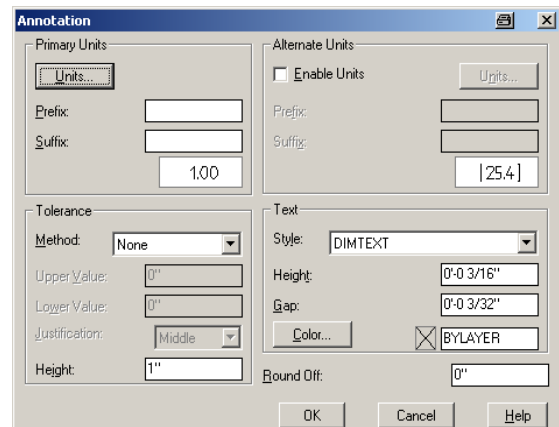 Annotation
Primary Units
Units...
Prefix:
Suffix:
1.00
Alternate Units
Enable Units
Units...
Prefix:
Suffix:
[25.4]
Tolerance
Method: None
Upper Value: 0"
Lower Value: 0"
Justification: Middle
Height: 1"
Text
Style: DIMTEXT
Height: 0'-0 3/16"
Gap: 0'-0 3/32"
Color... BYLAYER
Round Off: 0"
OK Cancel Help